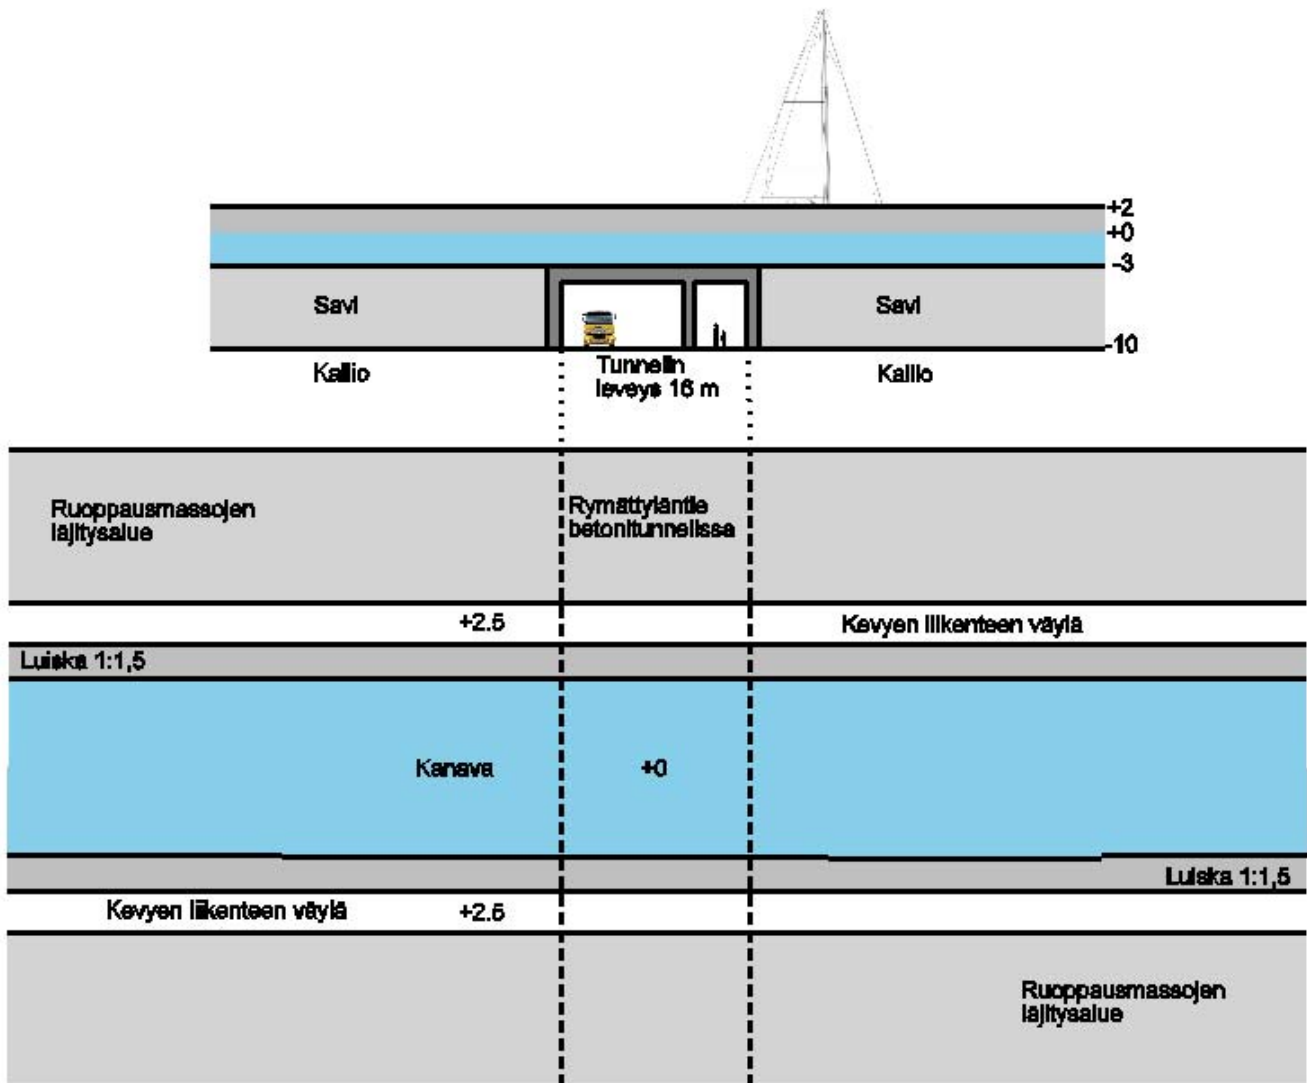 +2
+0
-3
Savi
Savi
-10
Kallio
Tunnelin
leveys 16 m
Kallio
Ruoppausmassojen
läjitysalue
Rymättyläntie
betonitunnelissa
+2.5
Kevyen liikenteen väylä
Luiska 1:1,5
Kanava
+0
Luiska 1:1,5
Kevyen liikenteen väylä
+2.5
Ruoppausmassojen
läjitysalue